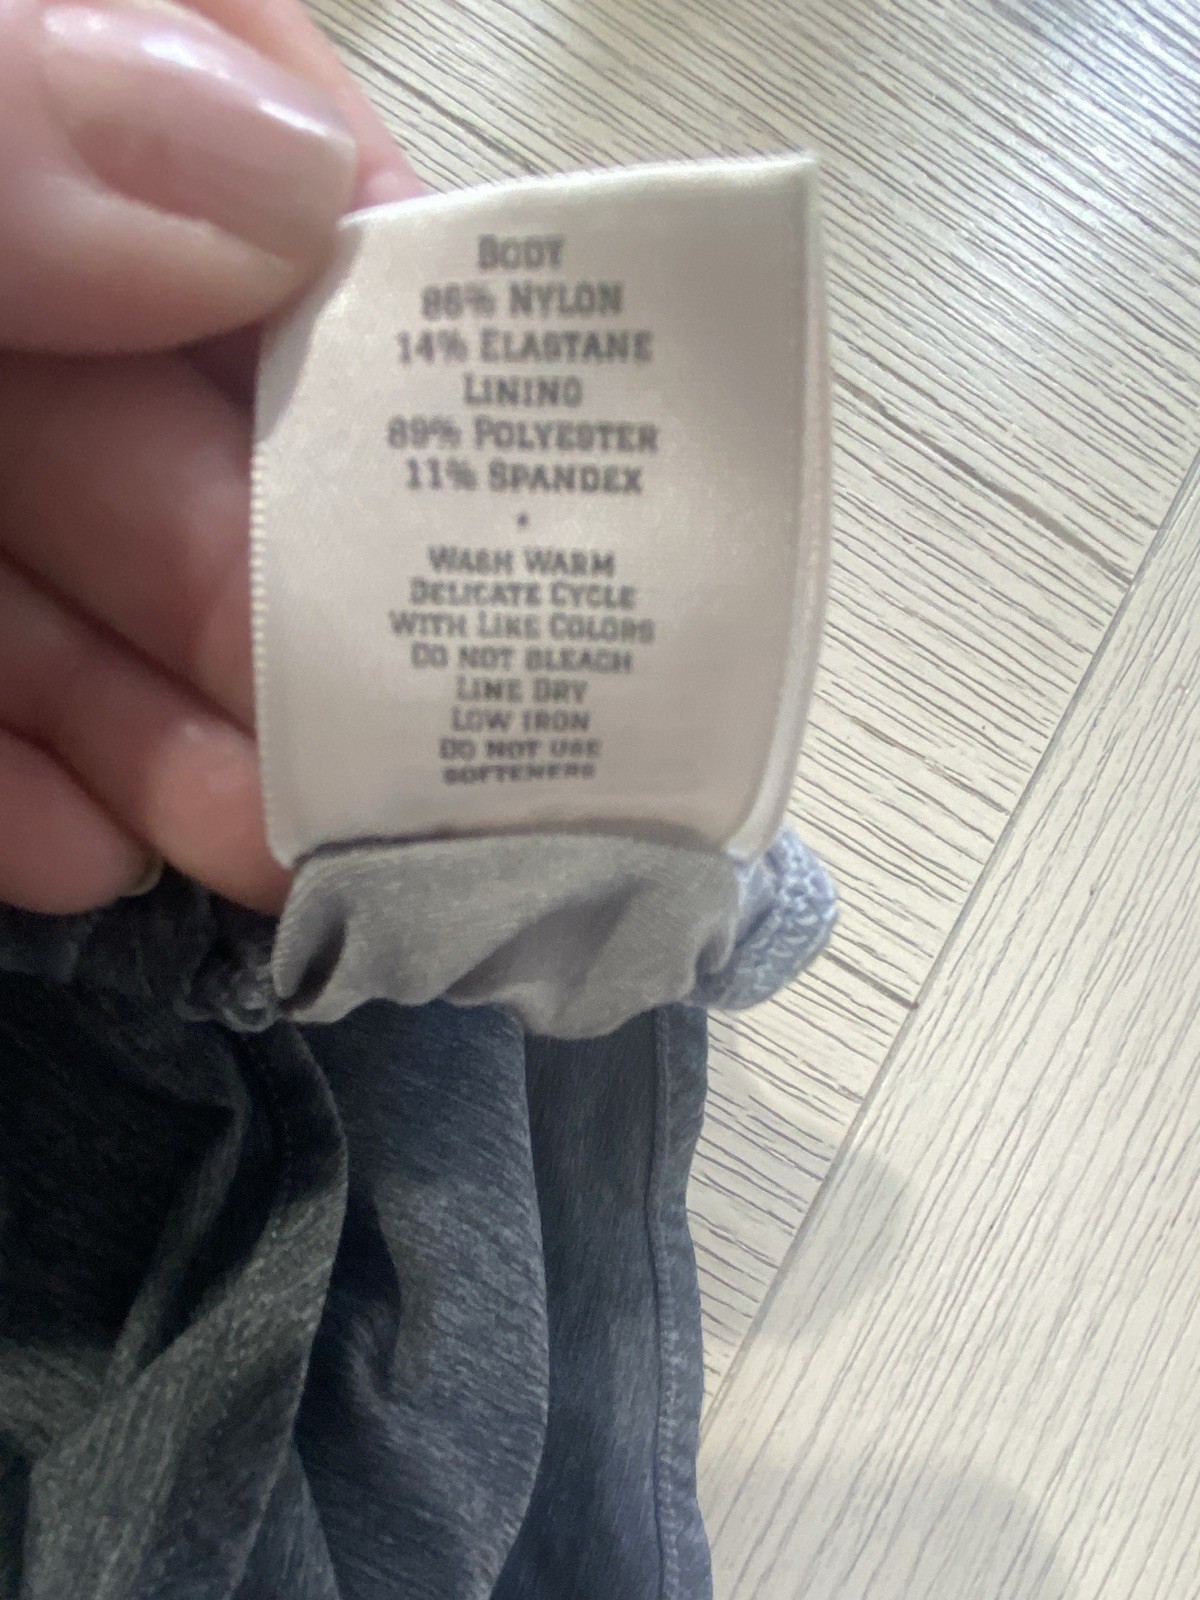 BODY
86% NYLON
14% ELASTANE
LINING
89% POLYESTER
11% SPANDEX
*
WASH WARM
DELICATE CYCLE
WITH LIKE COLORS
DO NOT BLEACH
LINE DRY
LOW IRON
DO NOT USE
SOFTENERS